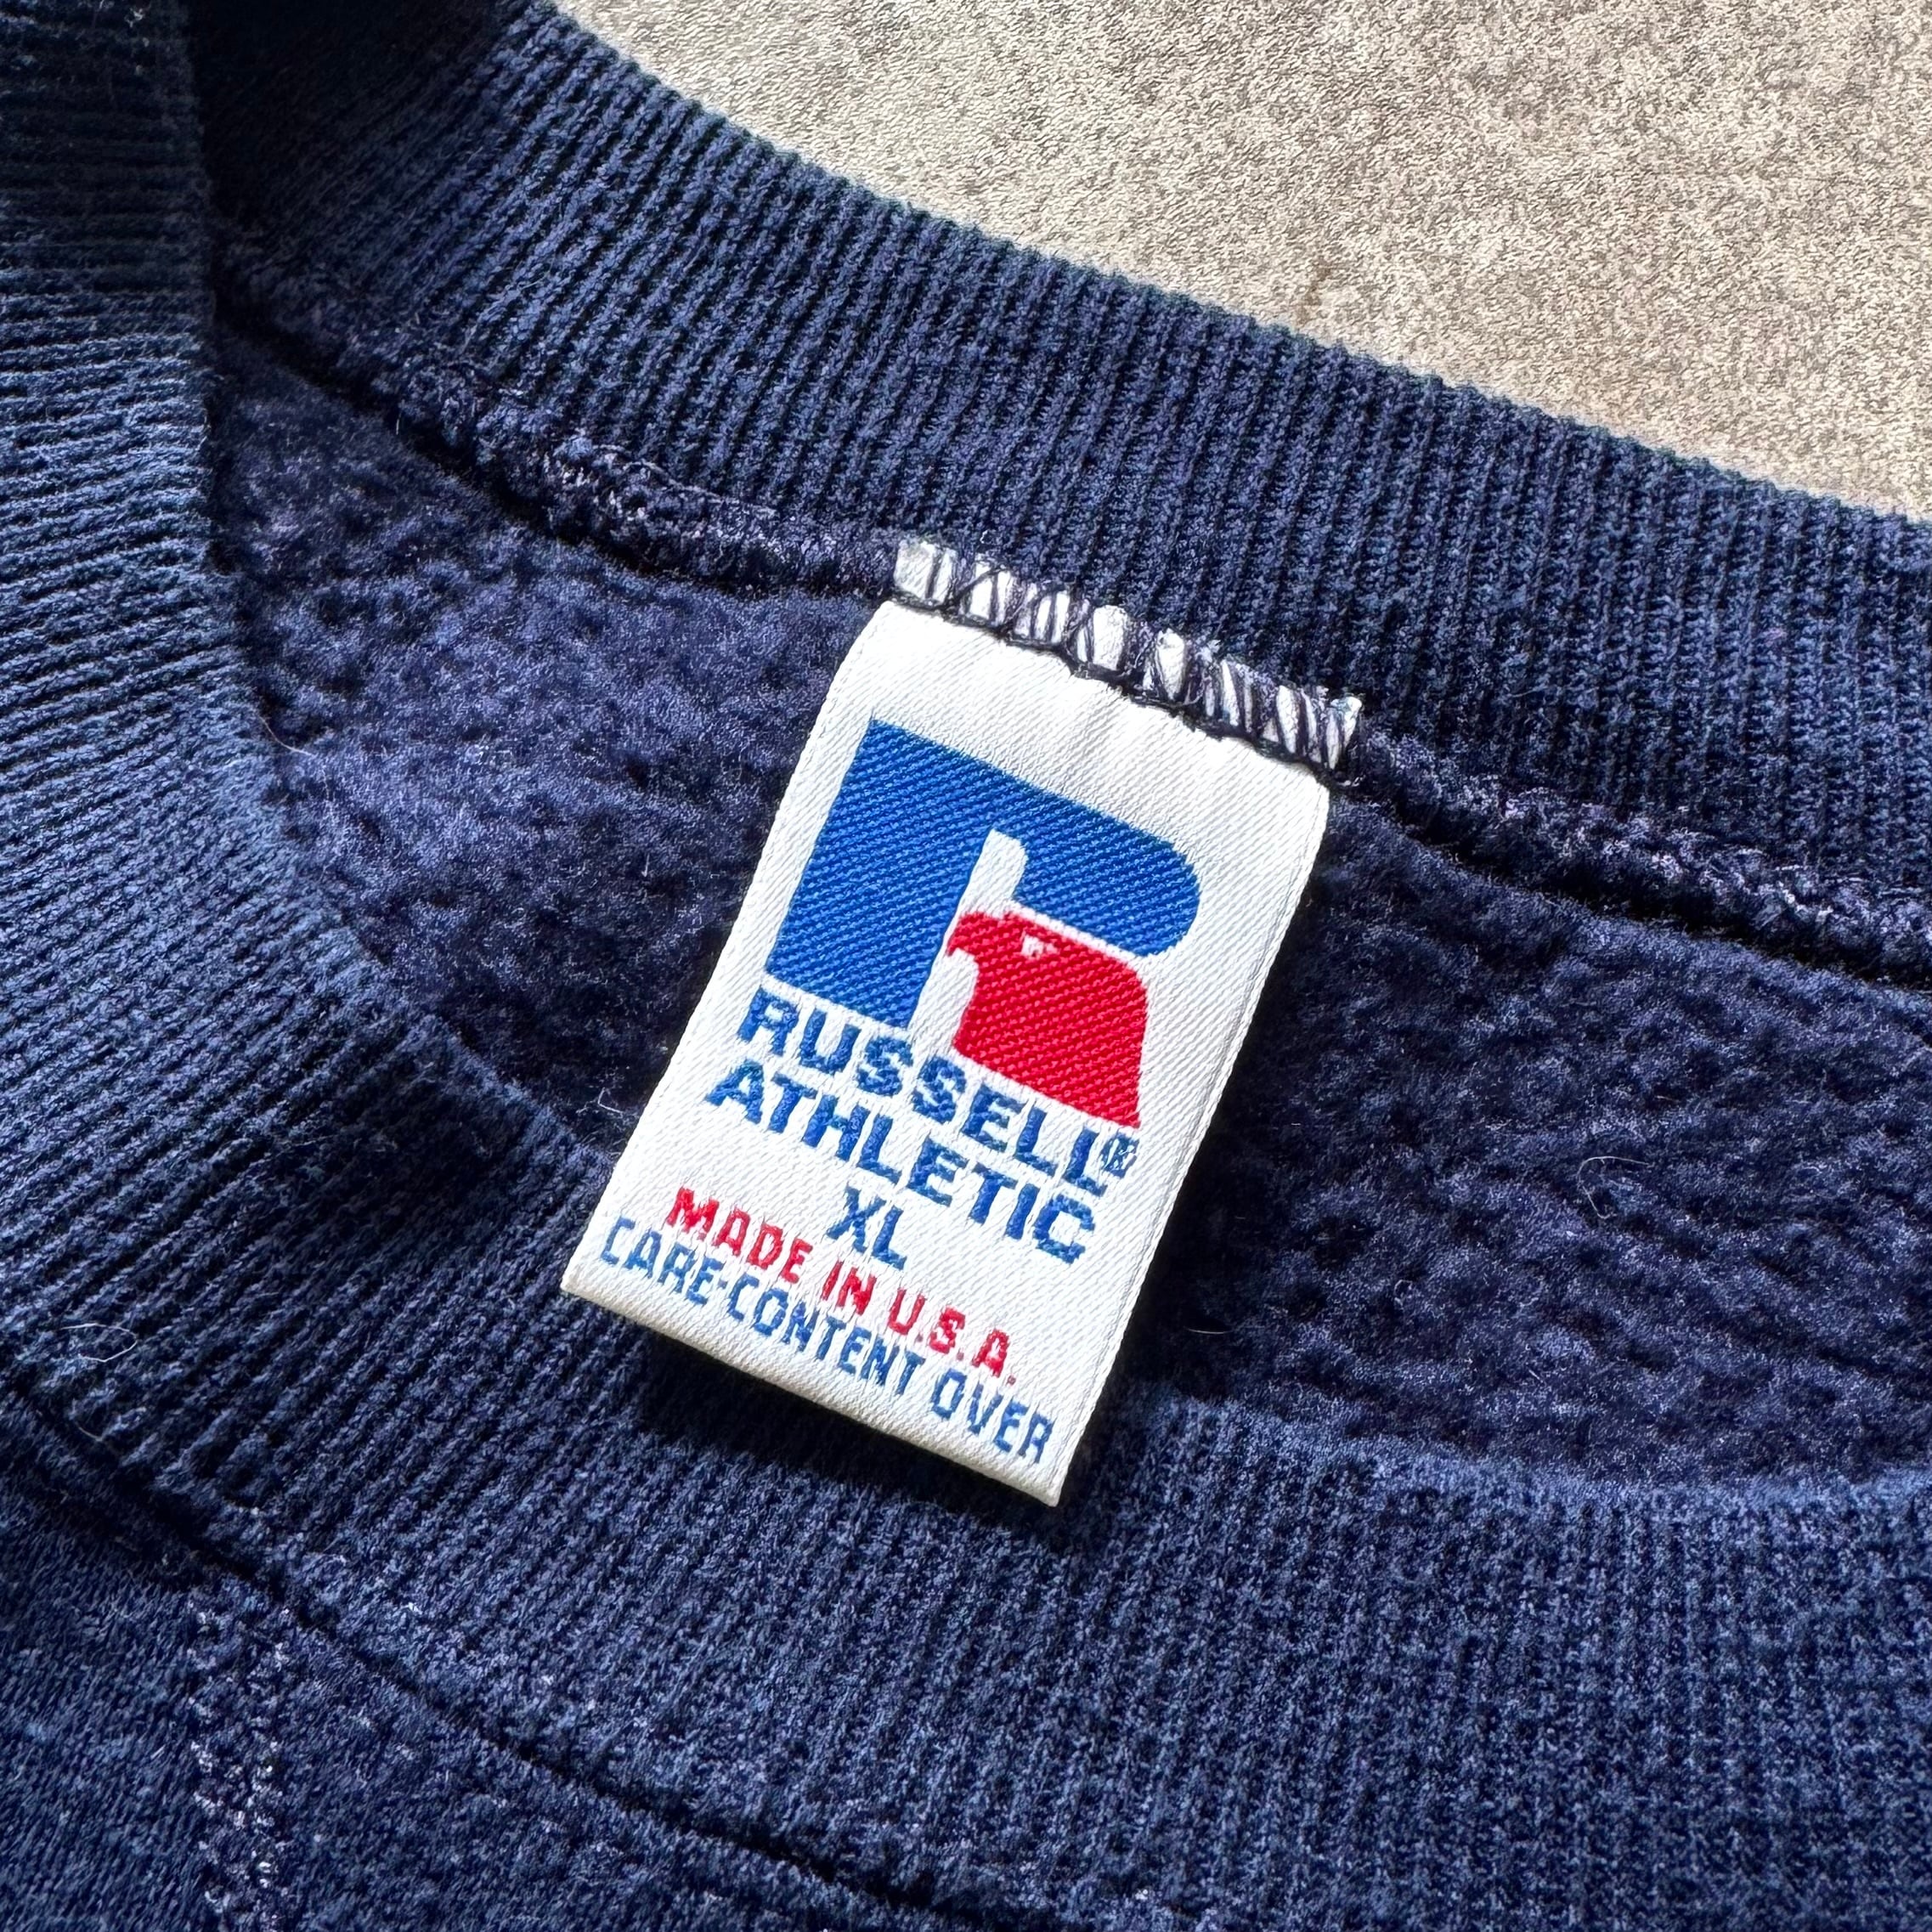 RUSSELL®
ATHLETIC
XL
MADE IN U.S.A.
CARE-CONTENT OVER